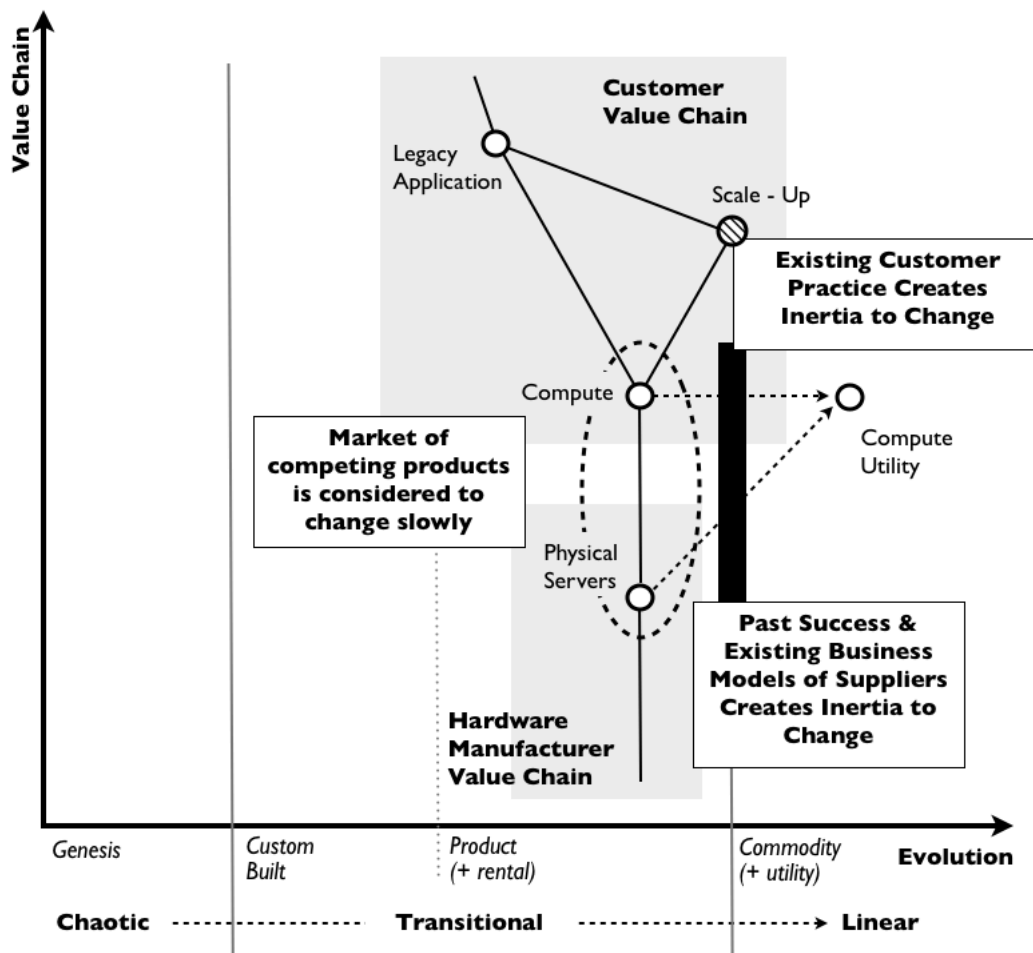 Value Chain
Customer
Value Chain
Legacy
Application
Scale - Up
Existing Customer
Practice Creates
Inertia to Change
Compute
Compute
Utility
Market of
competing products
is considered to
change slowly
Physical
Servers
Past Success &
Existing Business
Models of Suppliers
Creates Inertia to
Change
Hardware
Manufacturer
Value Chain
Genesis
Custom
Built
Product
(+ rental)
Commodity
(+ utility)
Evolution
Chaotic
Transitional
Linear